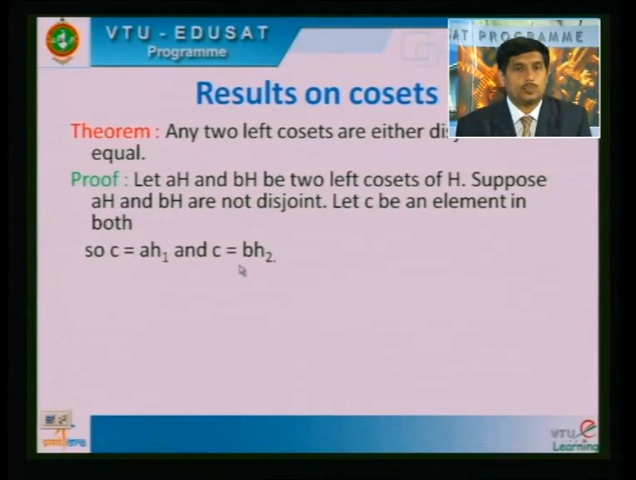 VTU - EDUSAT
Programme
SAT PROGRAMME
Results on cosets
Theorem : Any two left cosets are either
equal.
Proof : Let aH and bH be two left cosets of H. Suppose
aH and bH are not disjoint. Let c be an element in
both
so c = ah₁ and c = bh₂.
VTU e
Learning